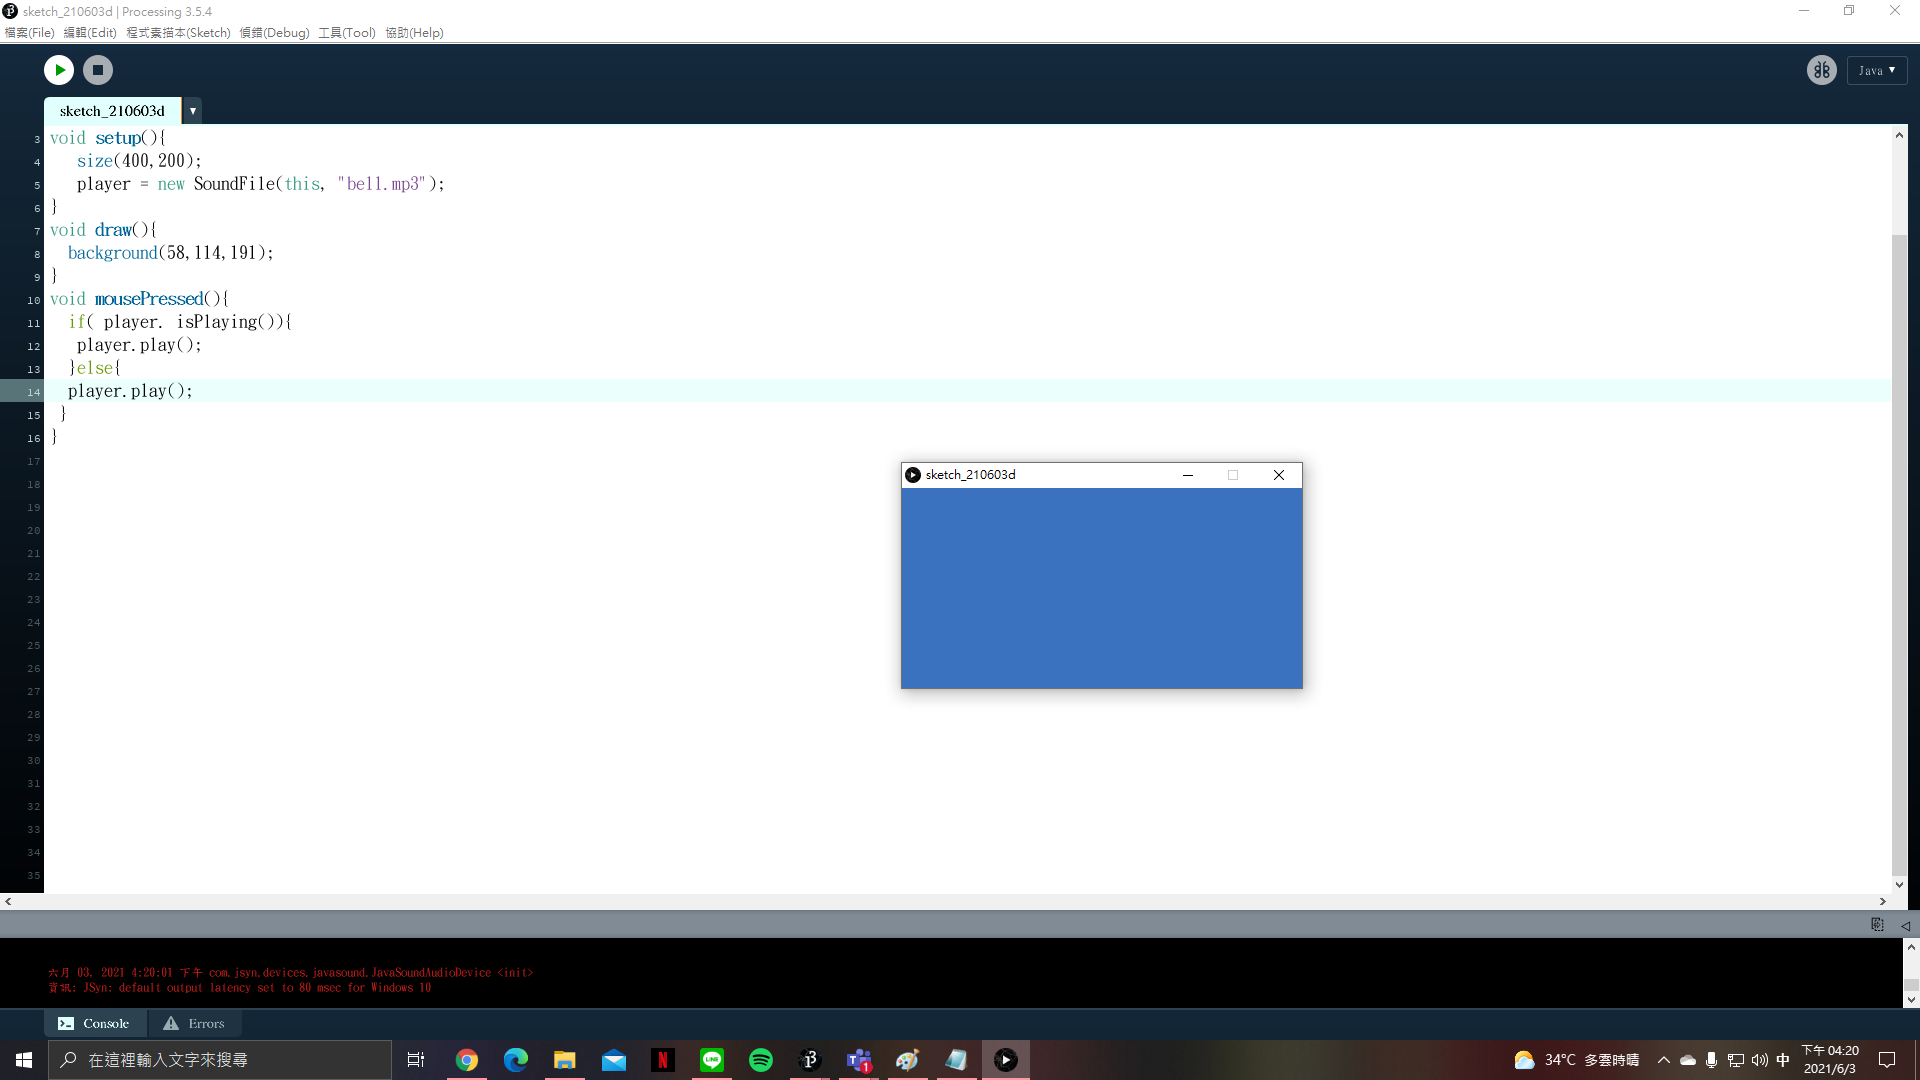 sketch_210603d | Processing 3.5.4
檔案(File) 編輯(Edit) 程式素描本(Sketch) 偵錯(Debug) 工具(Tool) 協助(Help)
Java ▼
sketch_210603d ▼
3 void setup(){
4 size(400,200);
5 player = new SoundFile(this, "bell.mp3");
6 }
7 void draw(){
8 background(58,114,191);
9 }
10 void mousePressed(){
11 if( player. isPlaying()){
12 player.play();
13 }else{
14 player.play();
15 }
16 }
17
18
19
20
21
22
23
24
25
26
27
28
29
30
31
32
33
34
35
sketch_210603d
六月 03, 2021 4:20:01 下午 com.jsyn.devices.javasound.JavaSoundAudioDevice <init>
資訊: JSyn: default output latency set to 80 msec for Windows 10
Console Errors
在這裡輸入文字來搜尋
1
34°C 多雲時晴
中
下午 04:20
2021/6/3